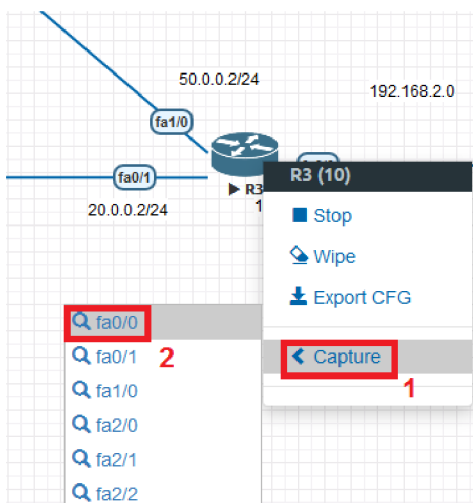 50.0.0.2/24
192.168.2.0
fa1/0
fa0/1
R3
20.0.0.2/24
1
R3 (10)
Stop
Wipe
Export CFG
Capture
1
fa0/0
2
fa0/1
fa1/0
fa2/0
fa2/1
fa2/2